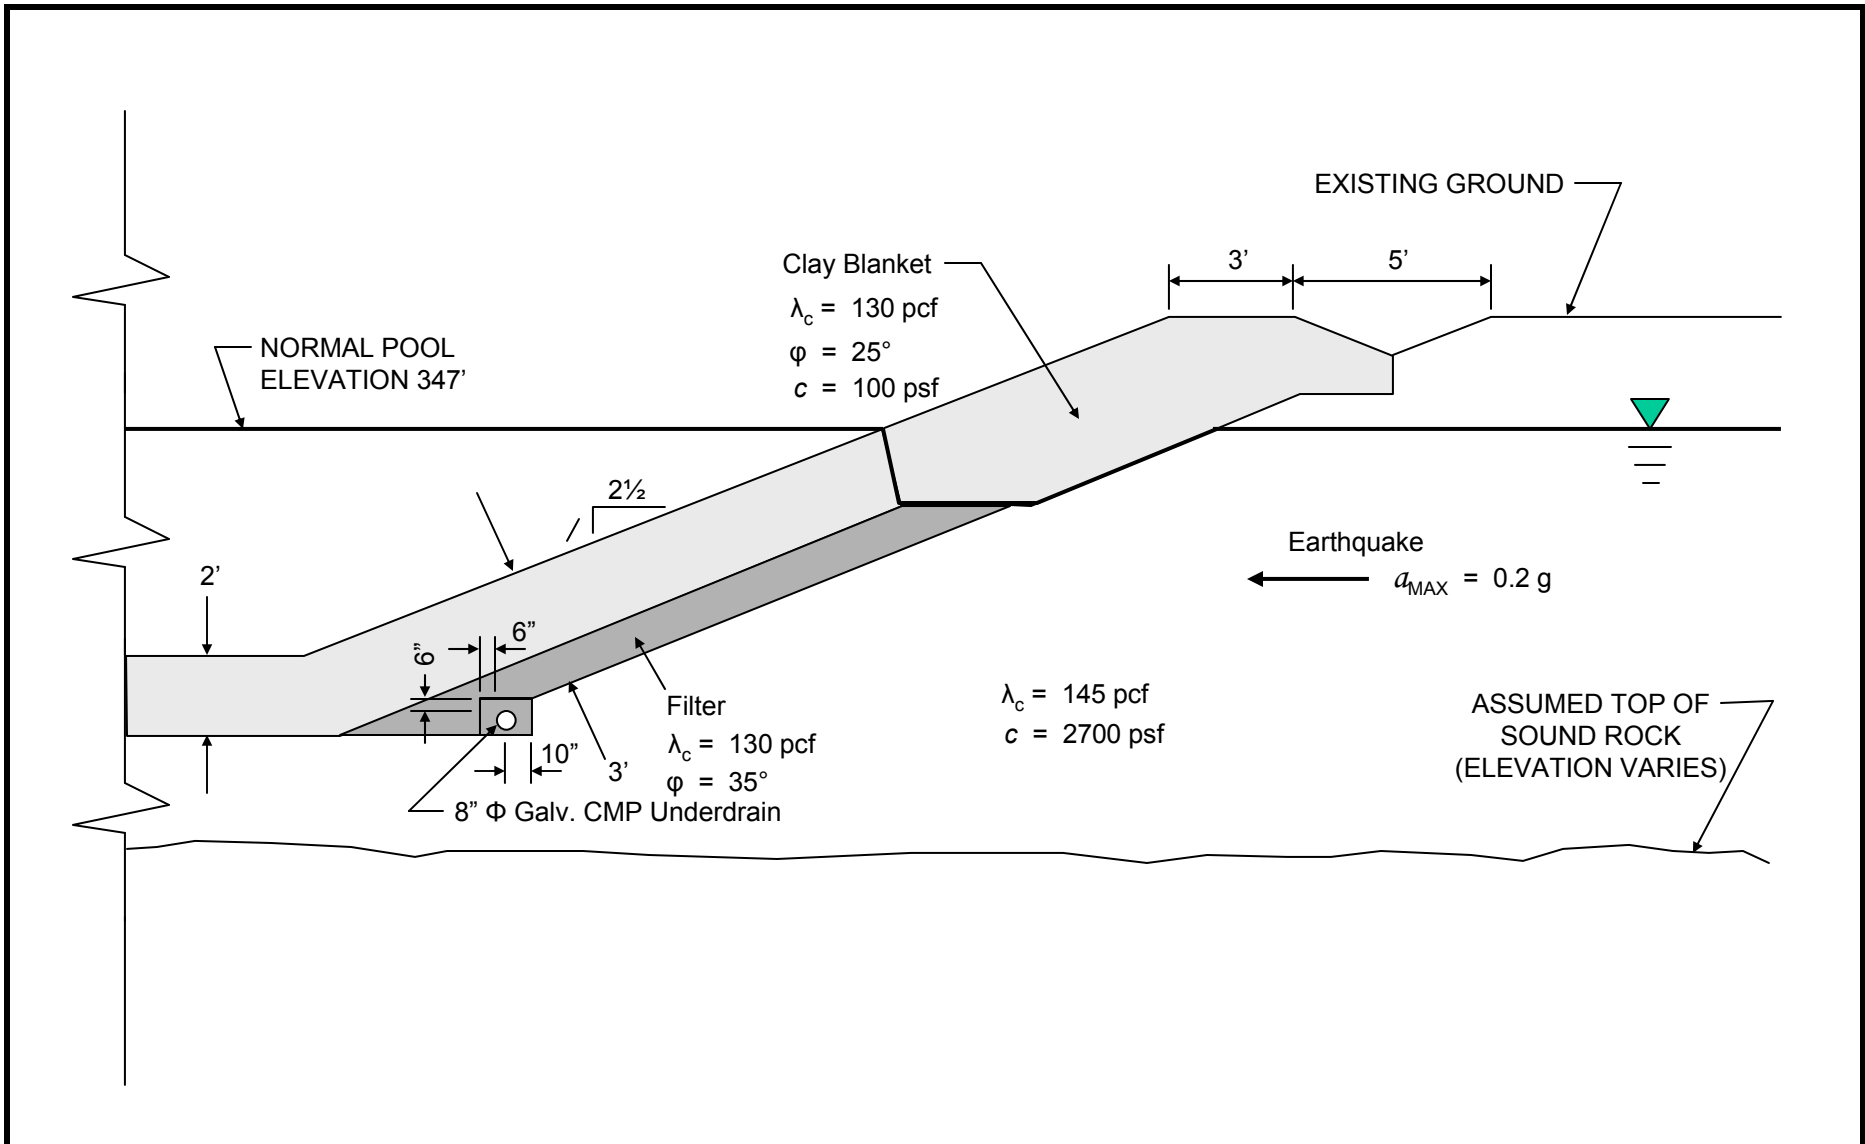 EXISTING GROUND
3’
5’
Clay Blanket
λc = 130 pcf
φ = 25°
c = 100 psf
NORMAL POOL
ELEVATION 347’
2½
Earthquake
aMAX = 0.2 g
2’
6”
6”
Filter
λc = 130 pcf
φ = 35°
λc = 145 pcf
c = 2700 psf
ASSUMED TOP OF
SOUND ROCK
(ELEVATION VARIES)
10”
3’
8” Φ Galv. CMP Underdrain